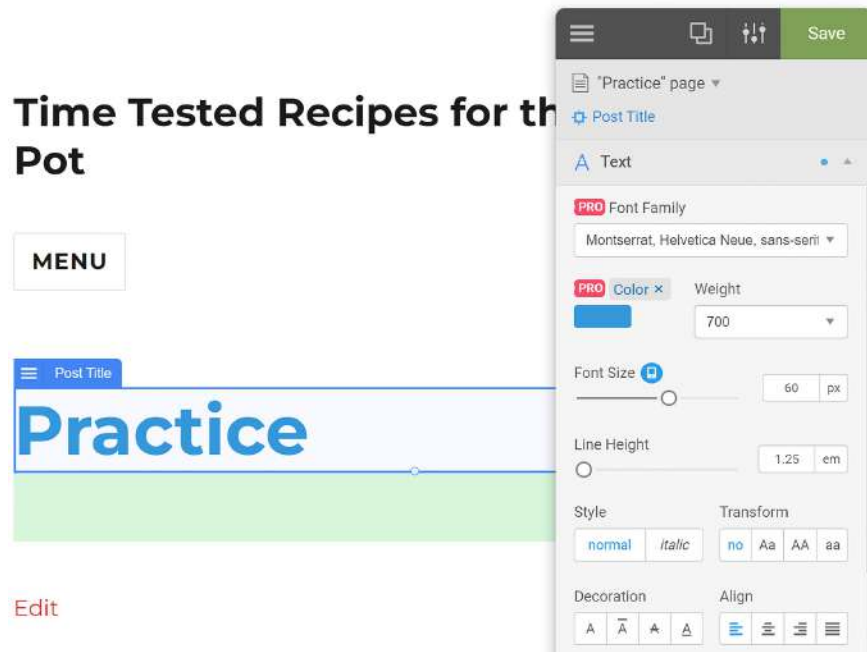 Save
"Practice" page
Post Title
Text
Time Tested Recipes for th
Pot
PRO Font Family
Montserrat, Helvetica Neue, sans-serif
MENU
PRO Color × Weight
700
Post Title
Font Size
60 px
Practice
Line Height
1.25 em
Style Transform
normal italic no Aa AA aa
Edit
Decoration Align
A A A A